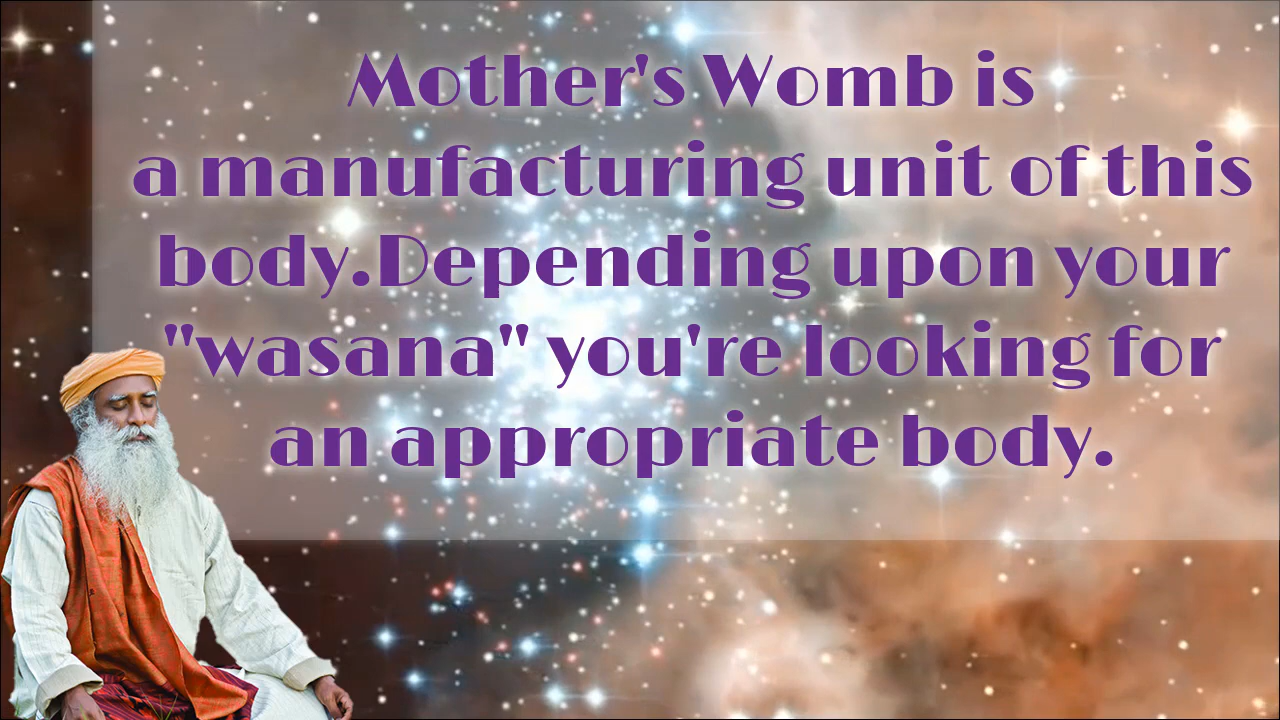 Mother's Womb is
a manufacturing unit of this
body.Depending upon your
"wasana" you're looking for
an appropriate body.